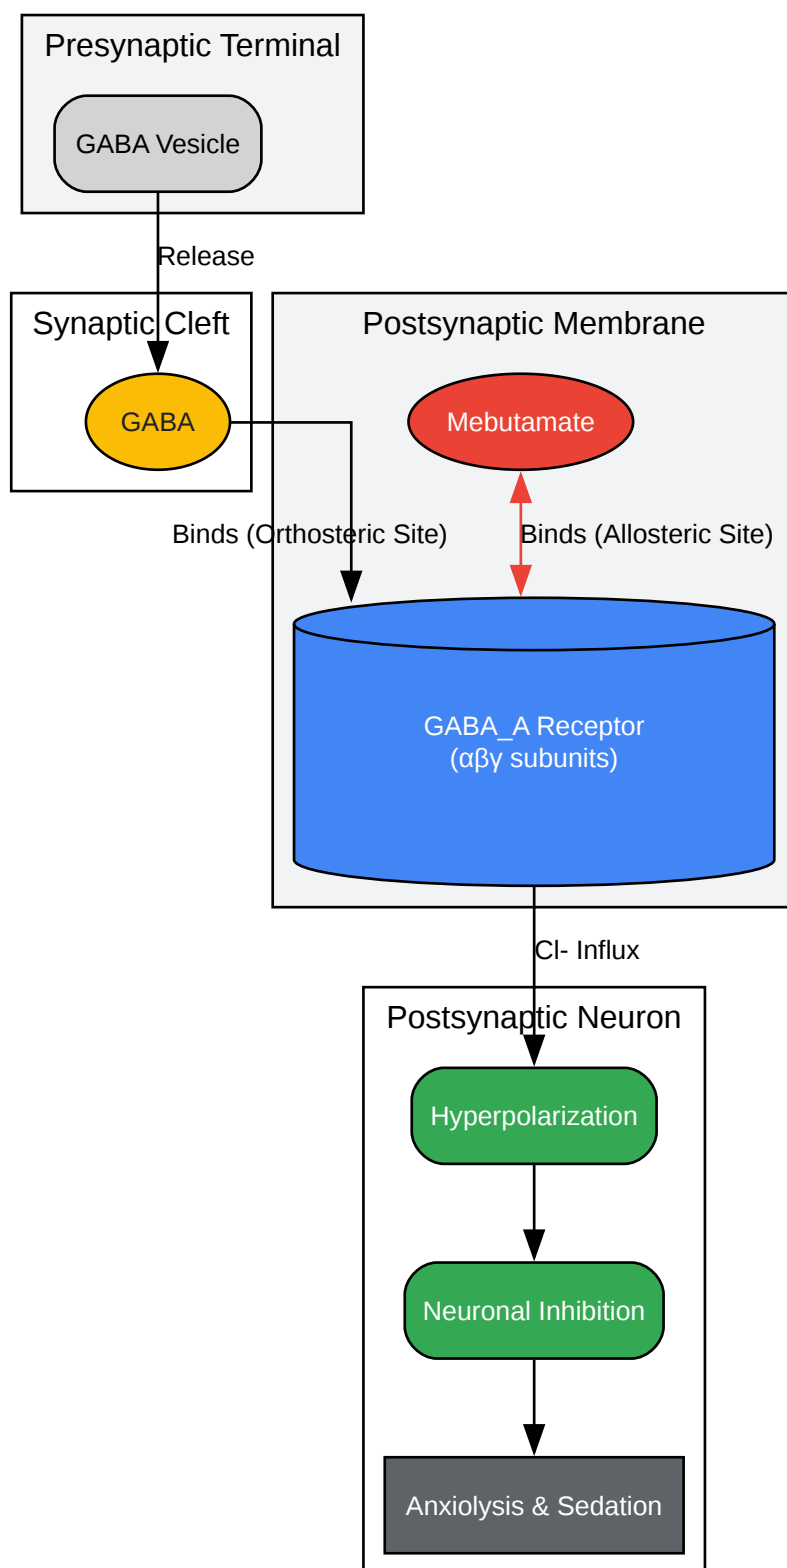 Presynaptic Terminal
GABA Vesicle
Release
Synaptic Cleft
Postsynaptic Membrane
GABA
Mebutamate
Binds (Orthosteric Site)
Binds (Allosteric Site)
GABA_A Receptor
(αβγ subunits)
Cl- Influx
Postsynaptic Neuron
Hyperpolarization
Neuronal Inhibition
Anxiolysis & Sedation